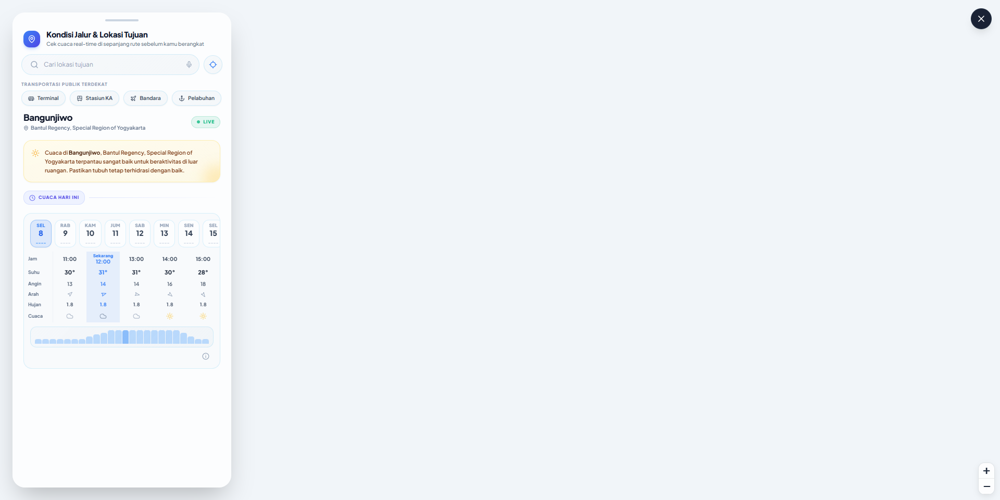 Kondisi Jalur & Lokasi Tujuan
Cek cuaca real-time di sepanjang rute sebelum kamu berangkat
Cari lokasi tujuan
TRANSPORTASI PUBLIK TERDEKAT
Terminal Stasiun KA Bandara Pelabuhan
Bangunjiwo
Bantul Regency, Special Region of Yogyakarta
LIVE
Cuaca di Bangunjiwo, Bantul Regency, Special Region of
Yogyakarta terpantau sangat baik untuk beraktivitas di luar
ruangan. Pastikan tubuh tetap terhidrasi dengan baik.
CUACA HARI INI
SEL RAB KAM JUM SAB MIN SEN SEL
8 9 10 11 12 13 14 15
---- ---- ---- ---- ---- ---- ---- ----
Sekarang
Jam 11:00 12:00 13:00 14:00 15:00
Suhu 30° 31° 31° 30° 28°
Angin 13 14 14 16 18
Arah
Hujan 1.8 1.8 1.8 1.8 1.8
Cuaca
+
−